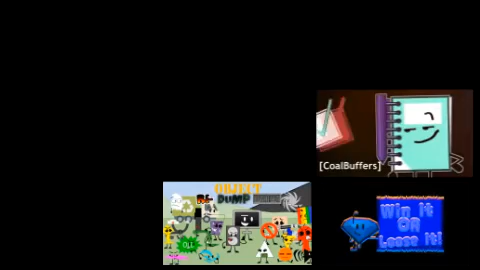 [CoalBuffers]
OBJECT
DUMP
Win it
OR
Loose it!